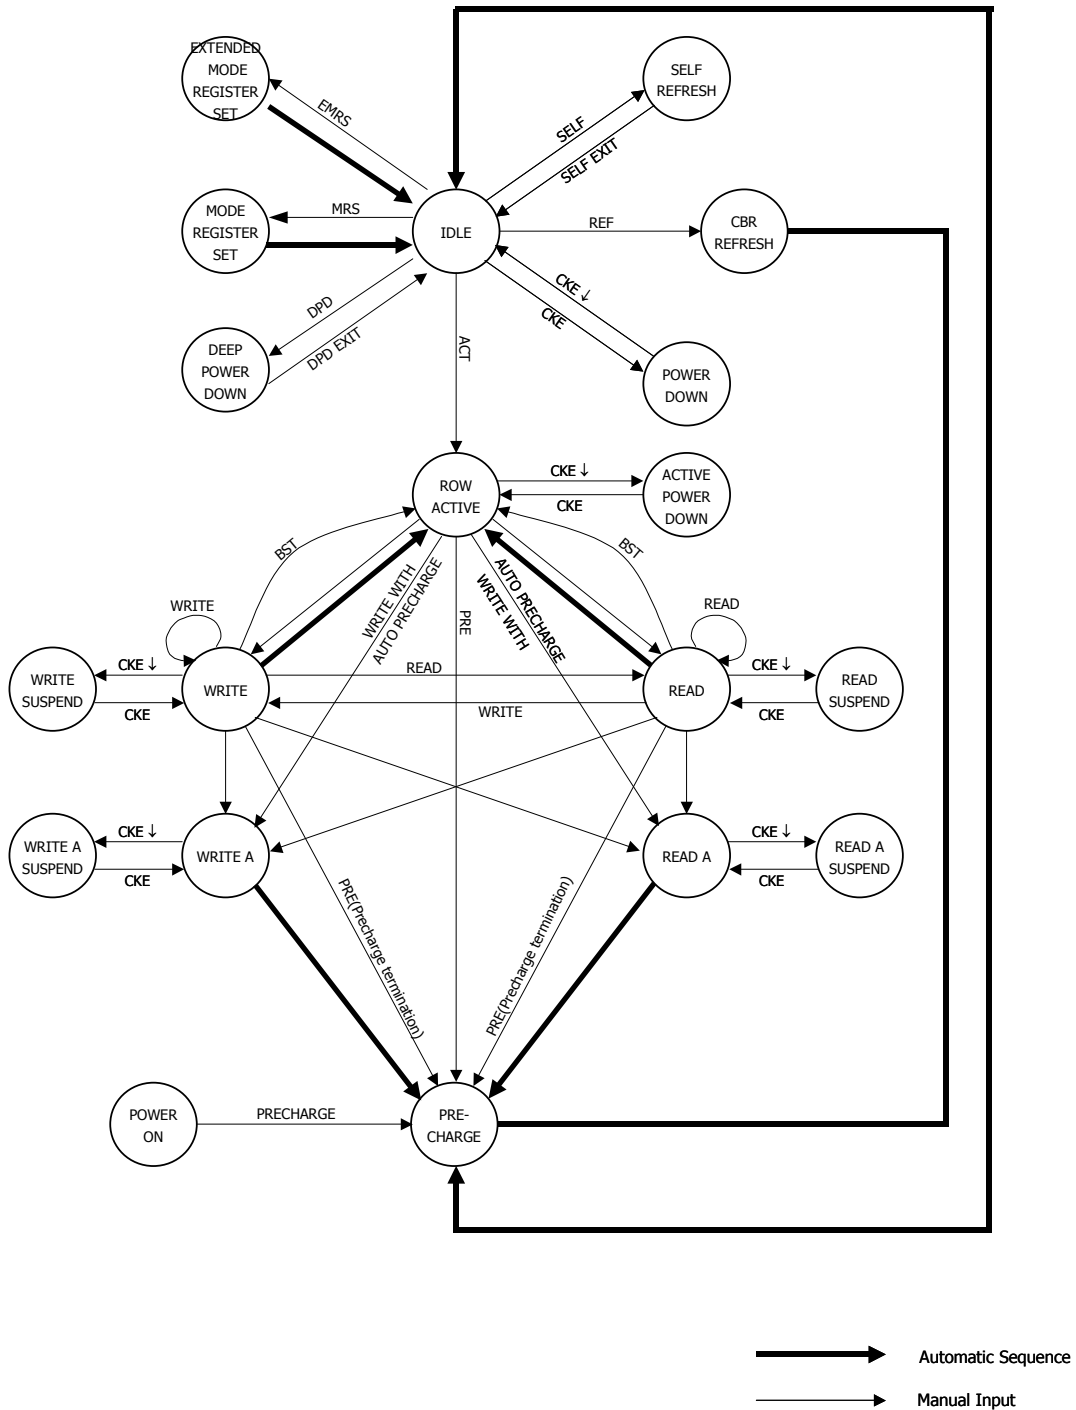 EXTENDED
MODE
REGISTER
SET
EMRS
SELF
REFRESH
SELF
SELF EXIT
MODE
REGISTER
SET
MRS
IDLE
REF
CBR
REFRESH
DPD
DPD EXIT
DEEP
POWER
DOWN
ACT
CKE ↓
CKE
POWER
DOWN
ROW
ACTIVE
CKE ↓
CKE
ACTIVE
POWER
DOWN
BST
WRITE WITH
AUTO PRECHARGE
PRE
AUTO PRECHARGE
WRITE WITH
BST
WRITE
READ
WRITE
SUSPEND
CKE ↓
CKE
WRITE
READ
WRITE
READ
CKE ↓
CKE
READ
SUSPEND
WRITE A
SUSPEND
CKE ↓
CKE
WRITE A
READ A
CKE ↓
CKE
READ A
SUSPEND
PRE(Precharge termination)
PRE(Precharge termination)
POWER
ON
PRECHARGE
PRE-
CHARGE
Automatic Sequence
Manual Input